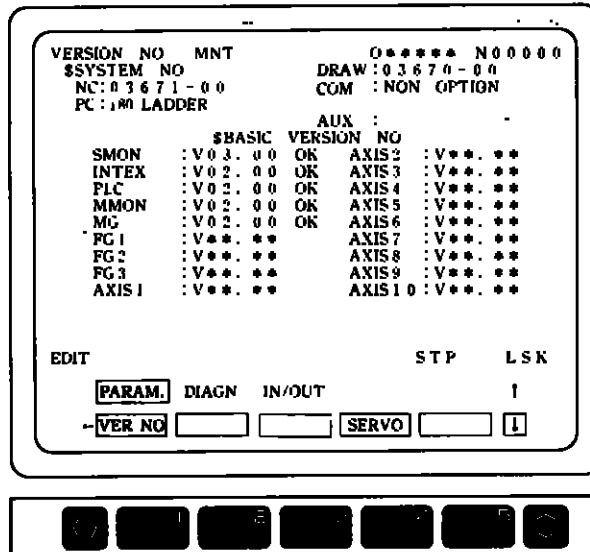 VERSION NO MNT O***** N00000
$SYSTEM NO DRAW:03670-00
NC:03671-00 COM :NON OPTION
PC:i80 LADDER
AUX : -
$BASIC VERSION NO
SMON :V03.00 OK AXIS2 :V**.**
INTEX :V02.00 OK AXIS3 :V**.**
PLC :V02.00 OK AXIS4 :V**.**
MMON :V02.00 OK AXIS5 :V**.**
MG :V02.00 OK AXIS6 :V**.**
FG1 :V**.** AXIS7 :V**.**
FG2 :V**.** AXIS8 :V**.**
FG3 :V**.** AXIS9 :V**.**
AXIS1 :V**.** AXIS10:V**.**
EDIT STP LSK
PARAM. DIAGN IN/OUT ↑
VER NO SERVO ↓